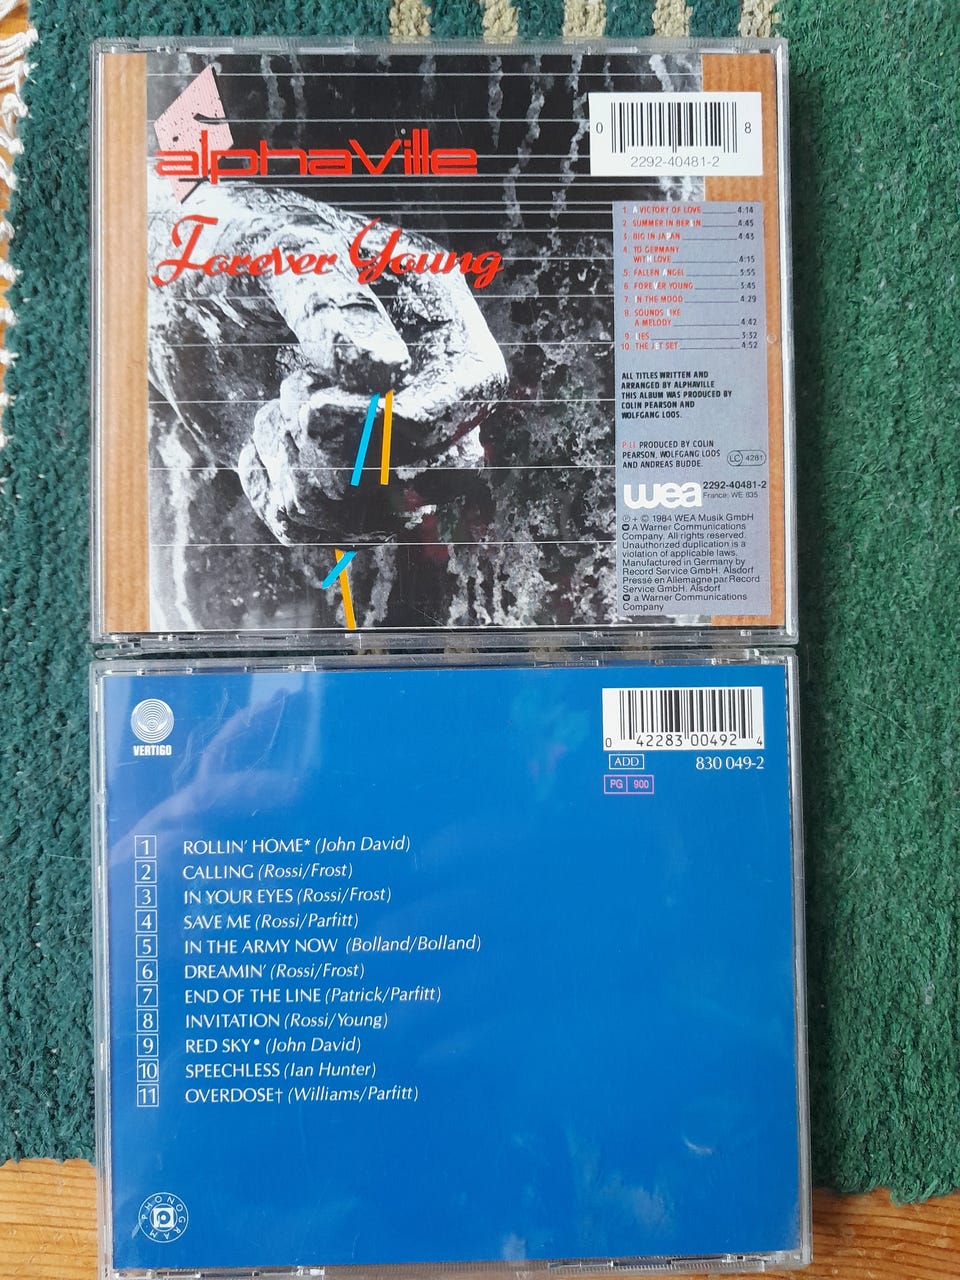 alphaville
Forever Young
0 8
2292-40481-2
1. A VICTORY OF LOVE 4:14
2. SUMMER IN BERLIN 4:45
3. BIG IN JAPAN 4:43
4. TO GERMANY
WITH LOVE 4:15
5. FALLEN ANGEL 3:55
6. FOREVER YOUNG 3:45
7. IN THE MOOD 4:29
8. SOUNDS LIKE
A MELODY 4:42
9. LIES 3:32
10. THE JET SET 4:52
ALL TITLES WRITTEN AND
ARRANGED BY ALPHAVILLE
THIS ALBUM WAS PRODUCED BY
COLIN PEARSON AND
WOLFGANG LOOS.
PRODUCED BY COLIN
PEARSON, WOLFGANG LOOS
AND ANDREAS BUDDE.
LC 4281
wea
2292-40481-2
France: WE 835
℗ + © 1984 WEA Musik GmbH
A Warner Communications
Company. All rights reserved.
Unauthorized duplication is a
violation of applicable laws.
Manufactured in Germany by
Record Service GmbH. Alsdorf
Pressé en Allemagne par Record
Service GmbH. Alsdorf
a Warner Communications
Company
VERTIGO
0 42283 00492 4
ADD 830 049-2
PG 900
1 ROLLIN' HOME* (John David)
2 CALLING (Rossi/Frost)
3 IN YOUR EYES (Rossi/Frost)
4 SAVE ME (Rossi/Parfitt)
5 IN THE ARMY NOW (Bolland/Bolland)
6 DREAMIN' (Rossi/Frost)
7 END OF THE LINE (Patrick/Parfitt)
8 INVITATION (Rossi/Young)
9 RED SKY* (John David)
10 SPEECHLESS (Ian Hunter)
11 OVERDOSE† (Williams/Parfitt)
PHONOGRAM